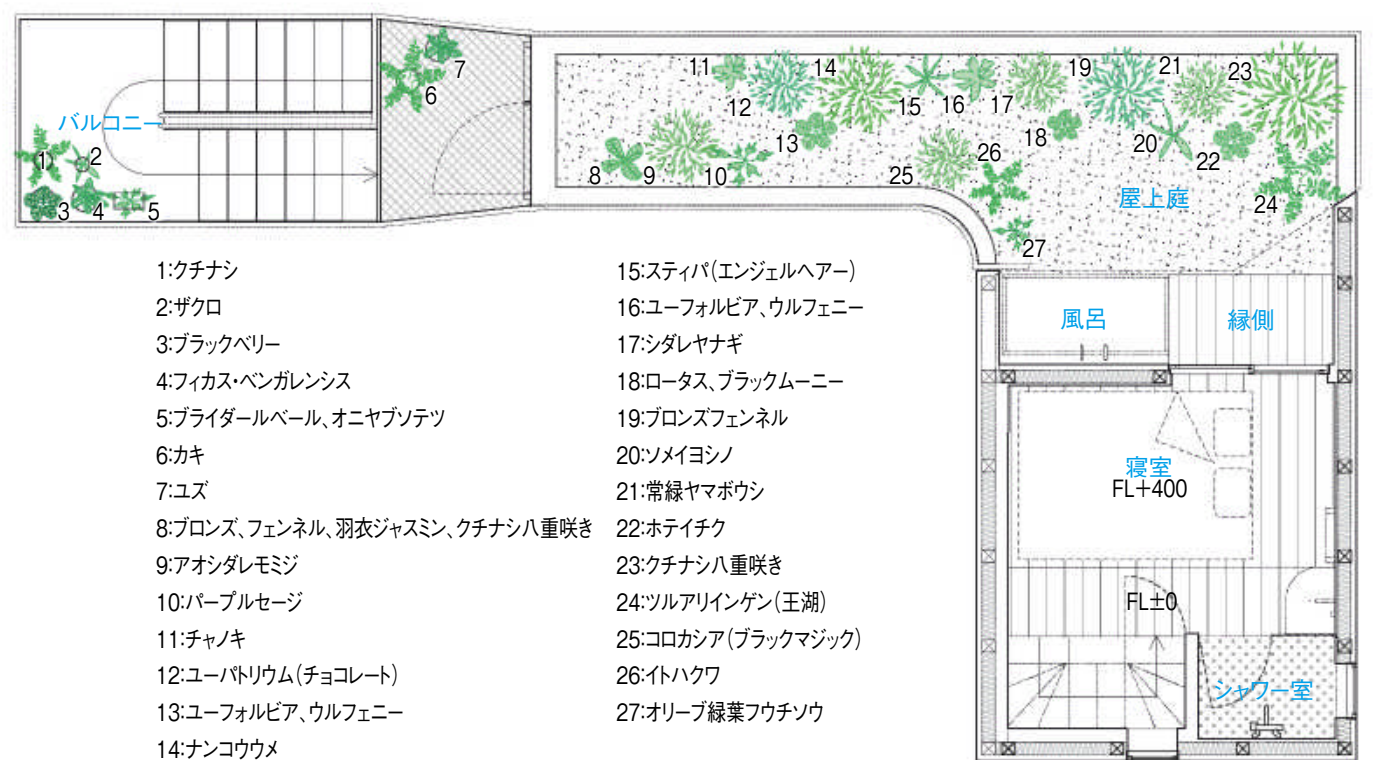 バルコニー
1
2
3
4
5
6
7
8
9
10
11
12
13
14
15
16
17
18
19
20
21
22
23
24
25
26
27
屋上庭
風呂
縁側
寝室
FL+400
FL±0
シャワー室
1:クチナシ
2:ザクロ
3:ブラックベリー
4:フィカス・ベンガレンシス
5:ブライダールベール、オニヤブソテツ
6:カキ
7:ユズ
8:ブロンズ、フェンネル、羽衣ジャスミン、クチナシ八重咲き
9:アオシダレモミジ
10:パープルセージ
11:チャノキ
12:ユーパトリウム(チョコレート)
13:ユーフォルビア、ウルフェニー
14:ナンコウウメ
15:スティパ(エンジェルヘアー)
16:ユーフォルビア、ウルフェニー
17:シダレヤナギ
18:ロータス、ブラックムーニー
19:ブロンズフェンネル
20:ソメイヨシノ
21:常緑ヤマボウシ
22:ホテイチク
23:クチナシ八重咲き
24:ツルアリインゲン(王湖)
25:コロカシア(ブラックマジック)
26:イトハクワ
27:オリーブ緑葉フウチソウ